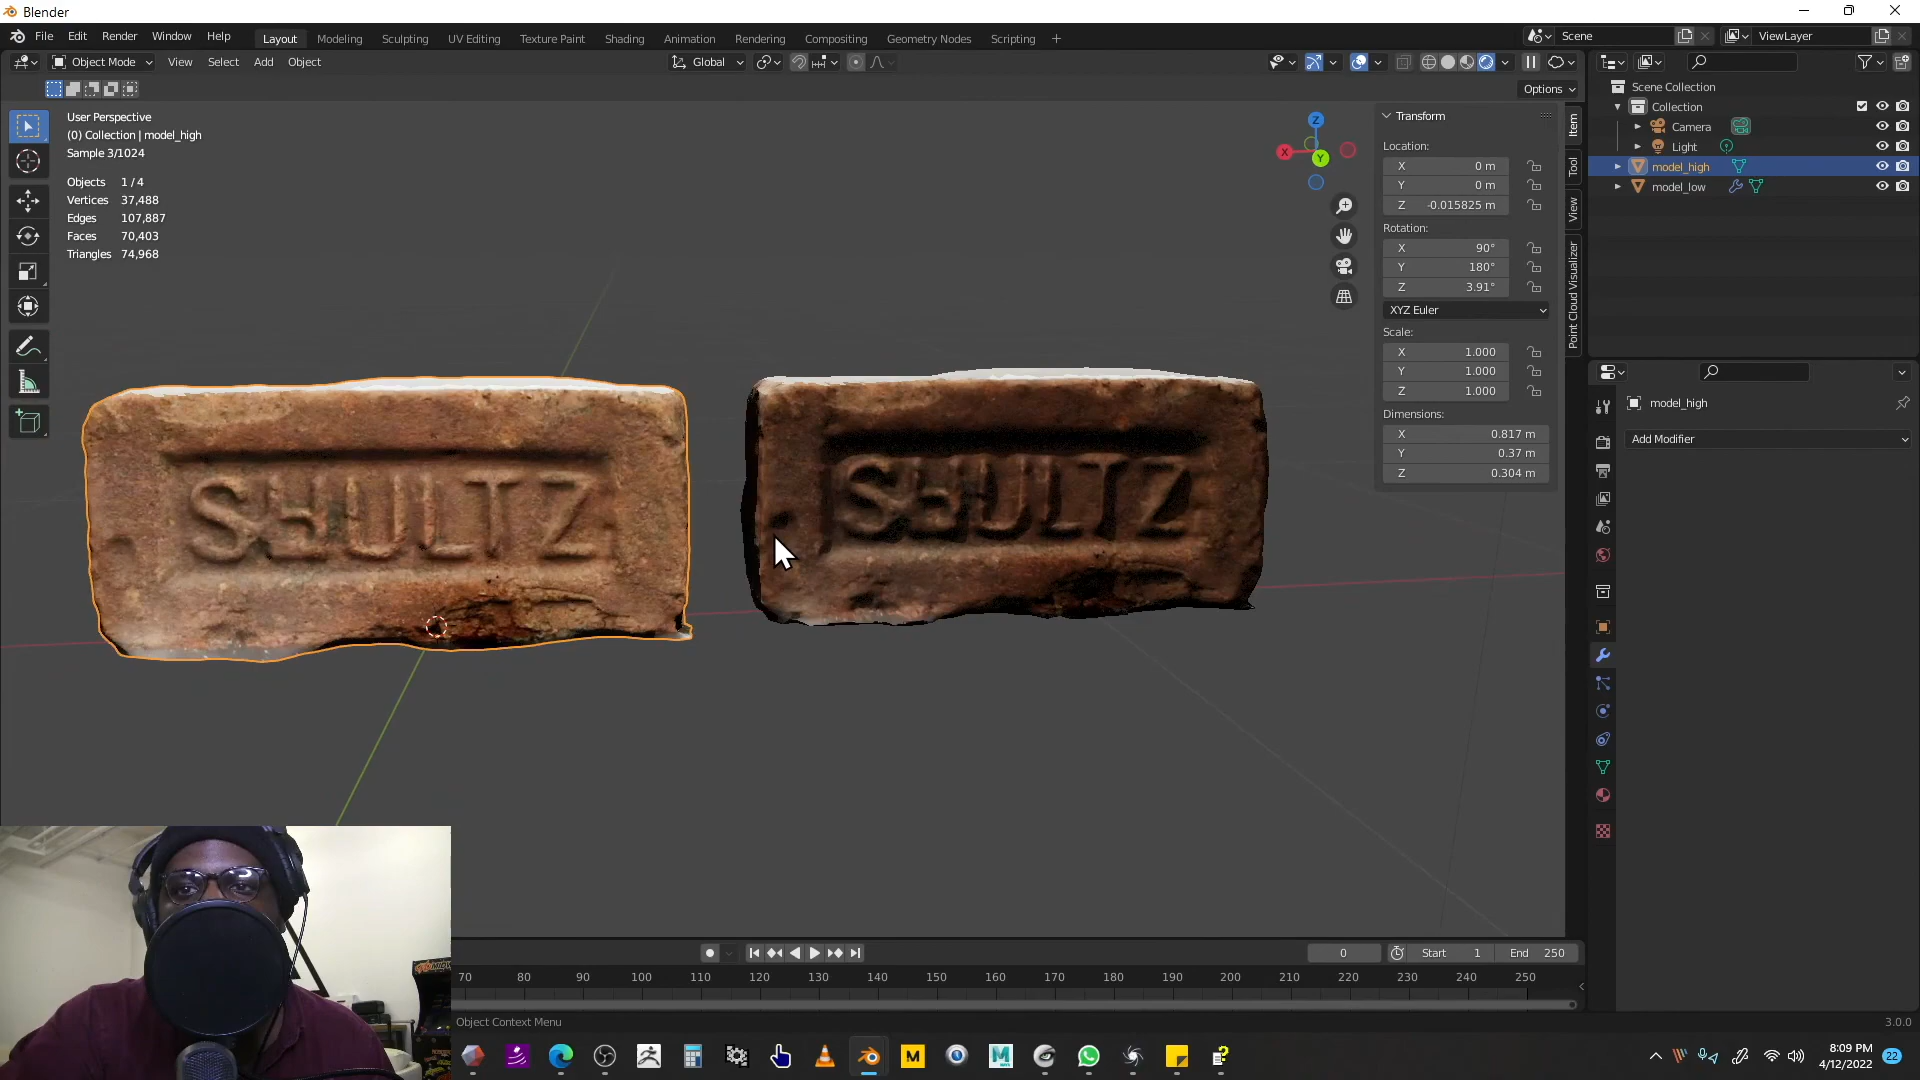 Blender
File Edit Render Window Help Layout Modeling Sculpting UV Editing Texture Paint Shading Animation Rendering Compositing Geometry Nodes Scripting + Scene ViewLayer
Object Mode View Select Add Object Global
Options
User Perspective
(0) Collection | model_high
Sample 3/1024
Objects 1 / 4
Vertices 37,488
Edges 107,887
Faces 70,403
Triangles 74,968
SHULTZ
SHULTZ
Z
X
Y
Transform
Location:
X 0 m
Y 0 m
Z -0.015825 m
Rotation:
X 90°
Y 180°
Z 3.91°
XYZ Euler
Scale:
X 1.000
Y 1.000
Z 1.000
Dimensions:
X 0.817 m
Y 0.37 m
Z 0.304 m
Item
Tool
View
Point Cloud Visualizer
Scene Collection
Collection
Camera
Light
model_high
model_low
model_high
Add Modifier
0 Start 1 End 250
70 80 90 100 110 120 130 140 150 160 170 180 190 200 210 220 230 240 250
Object Context Menu
3.0.0
8:09 PM
4/12/2022
22